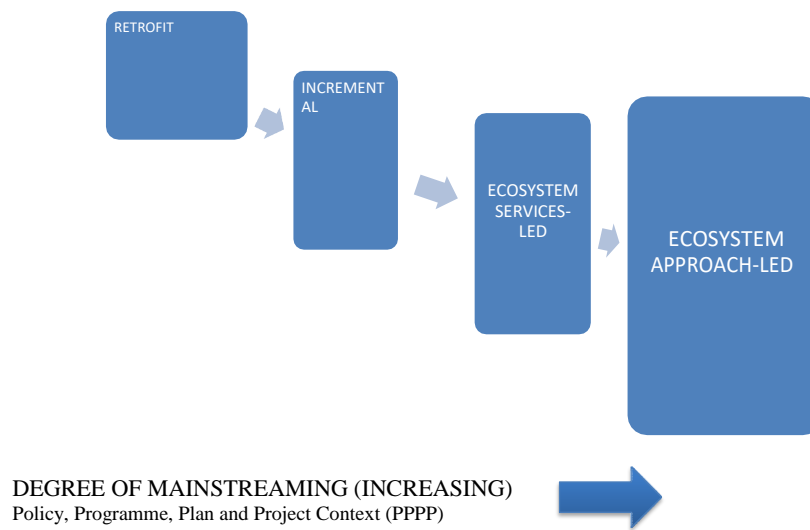 RETROFIT
INCREMENT
AL
ECOSYSTEM
SERVICES-
LED
ECOSYSTEM
APPROACH-LED
DEGREE OF MAINSTREAMING (INCREASING)
Policy, Programme, Plan and Project Context (PPPP)